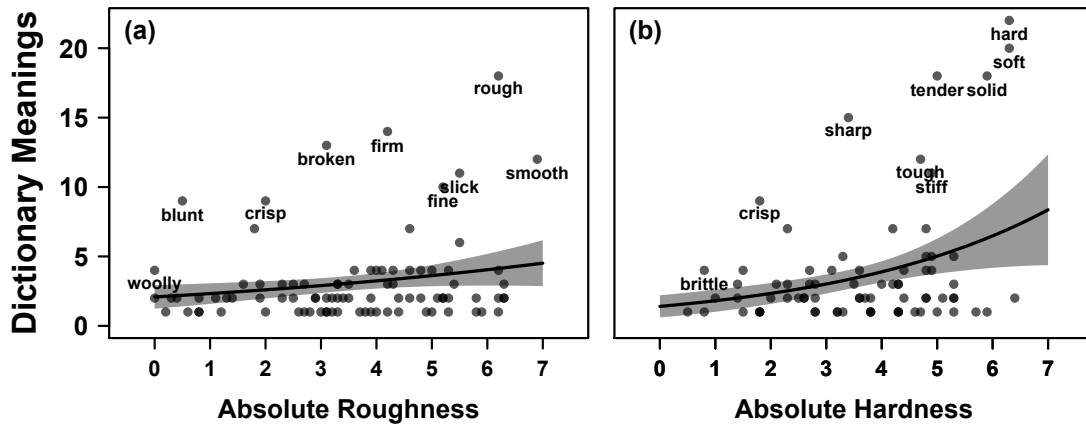 Dictionary Meanings
(a)
20
15
10
5
0
rough
firm
broken
smooth
slick
fine
blunt
crisp
woolly
0 1 2 3 4 5 6 7
Absolute Roughness
(b)
hard
soft
tender solid
sharp
tough
stiff
crisp
brittle
0 1 2 3 4 5 6 7
Absolute Hardness